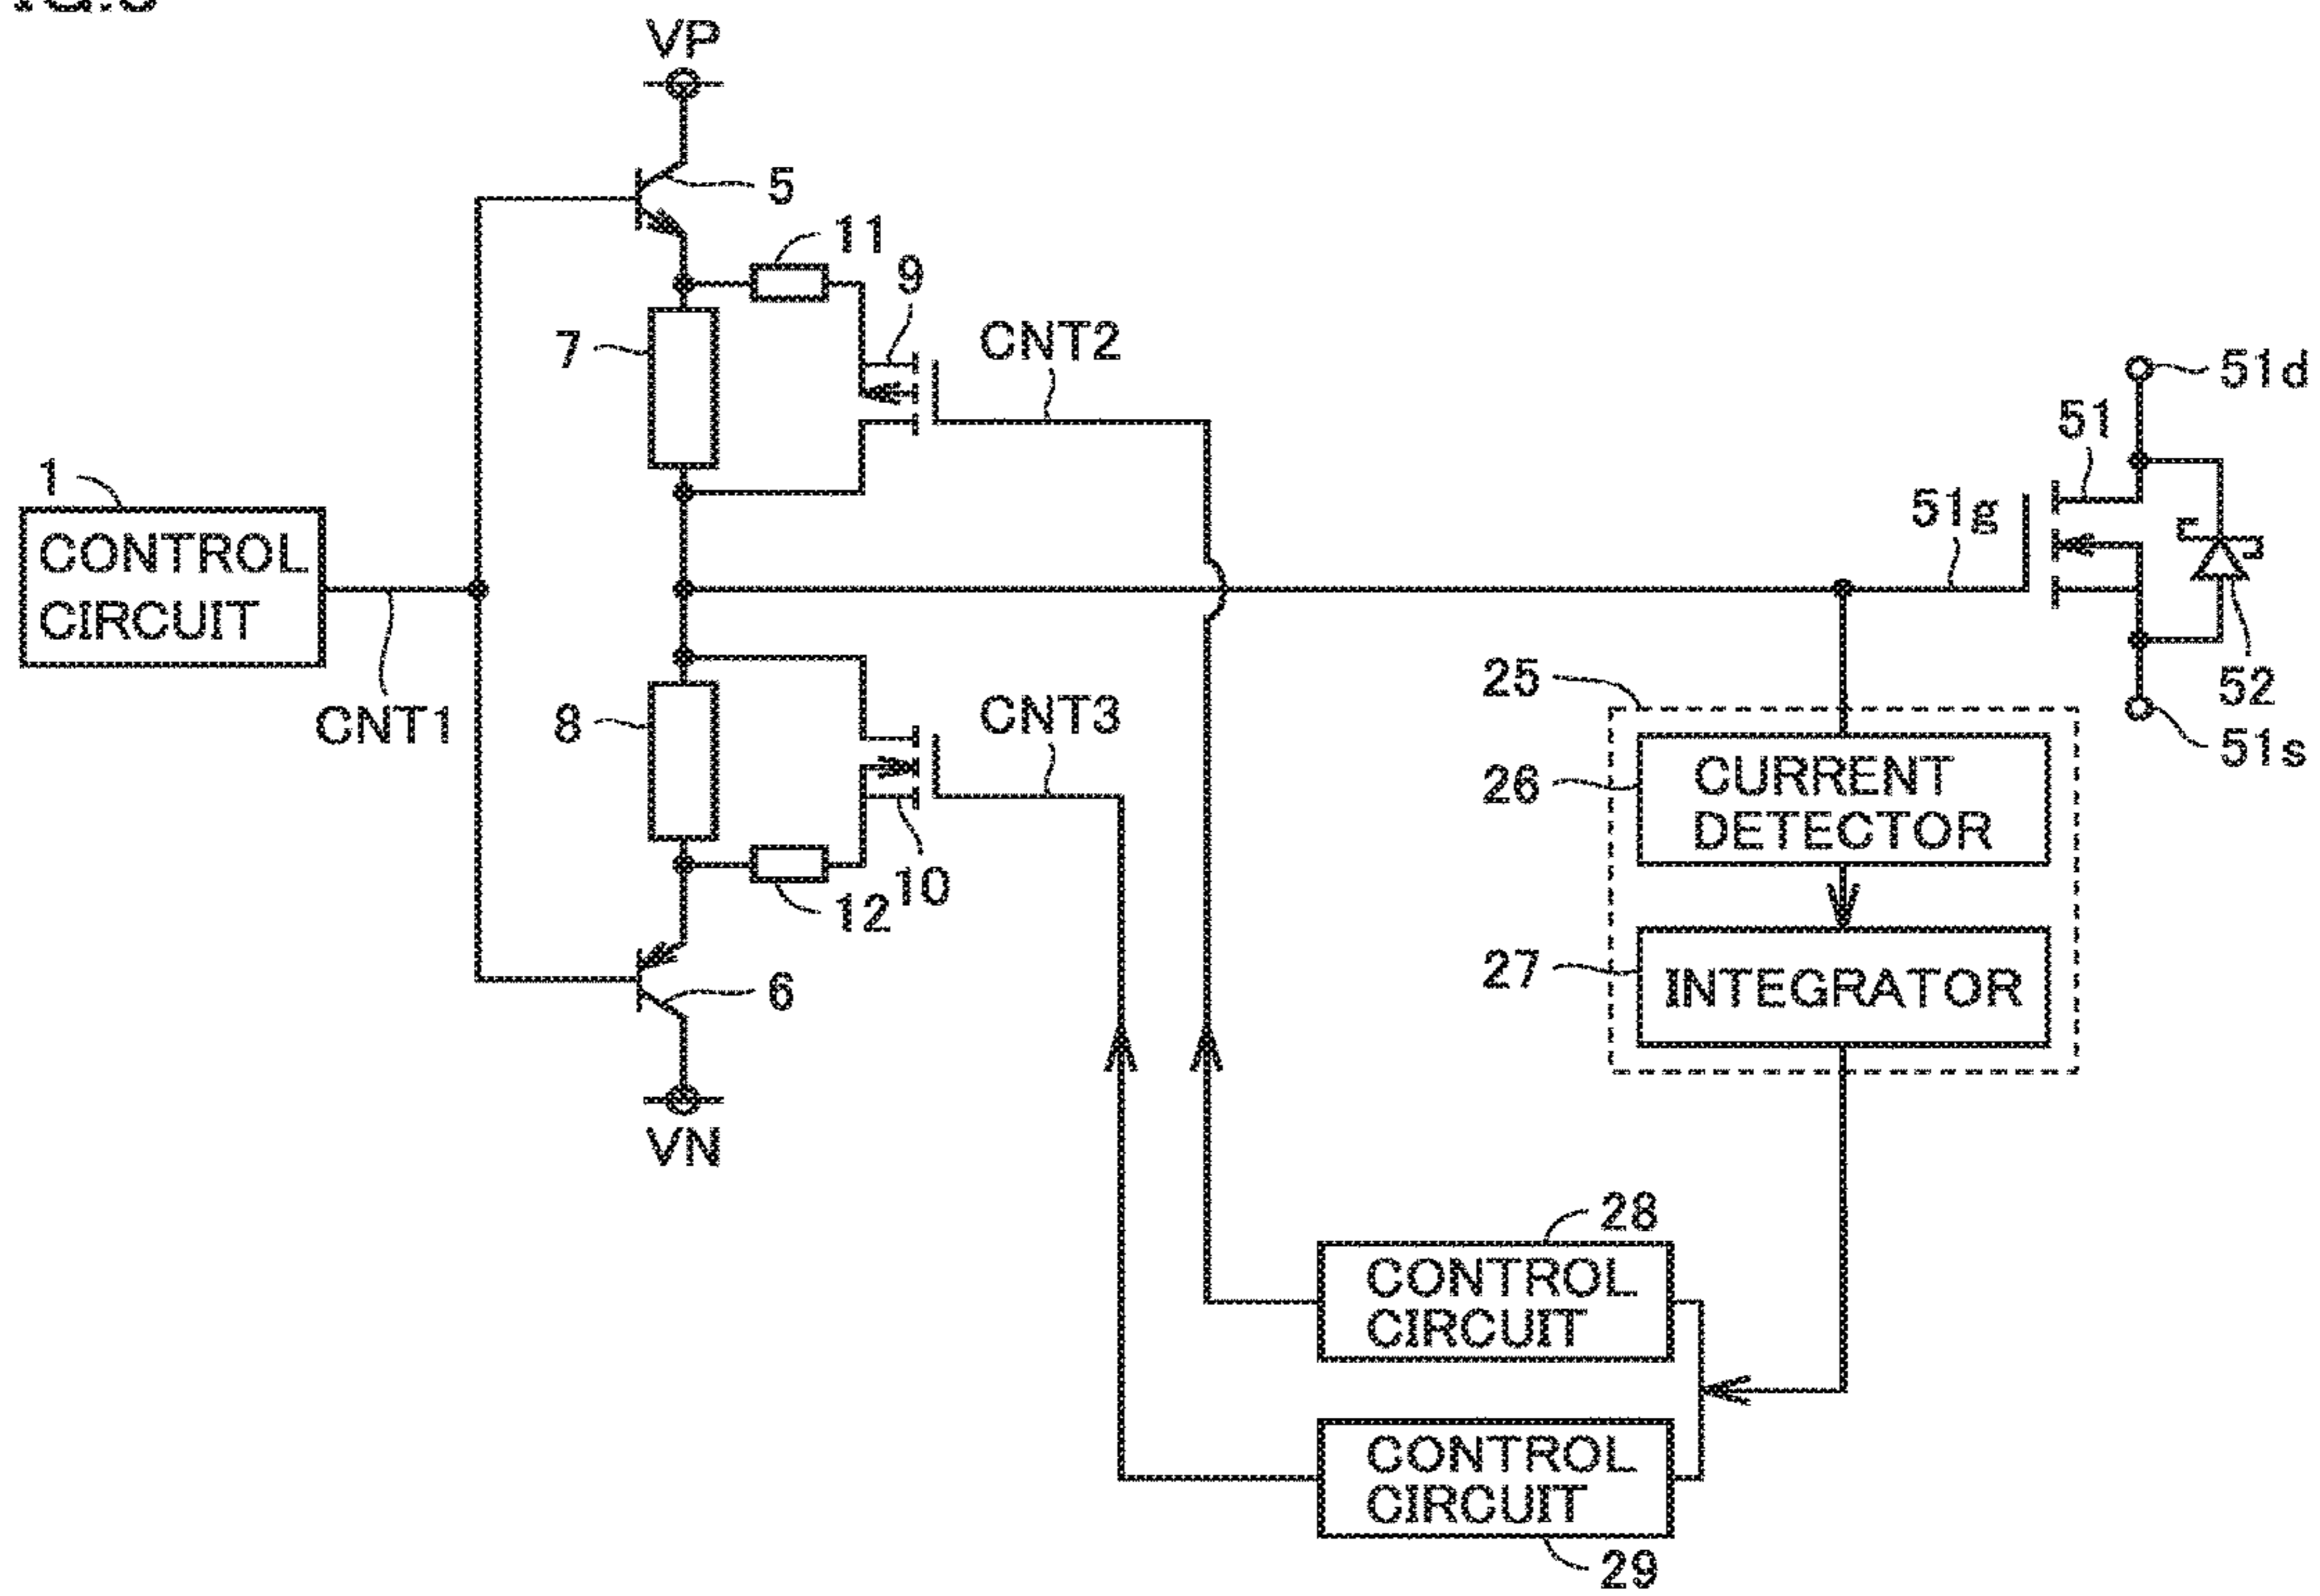 VP
5
11
9
7
CNT2
51d
51
1
CONTROL
CIRCUIT
51g
CNT1
25
52
8
CNT3
51s
26
CURRENT
DETECTOR
10
12
27
INTEGRATOR
6
VN
28
CONTROL
CIRCUIT
CONTROL
CIRCUIT
29